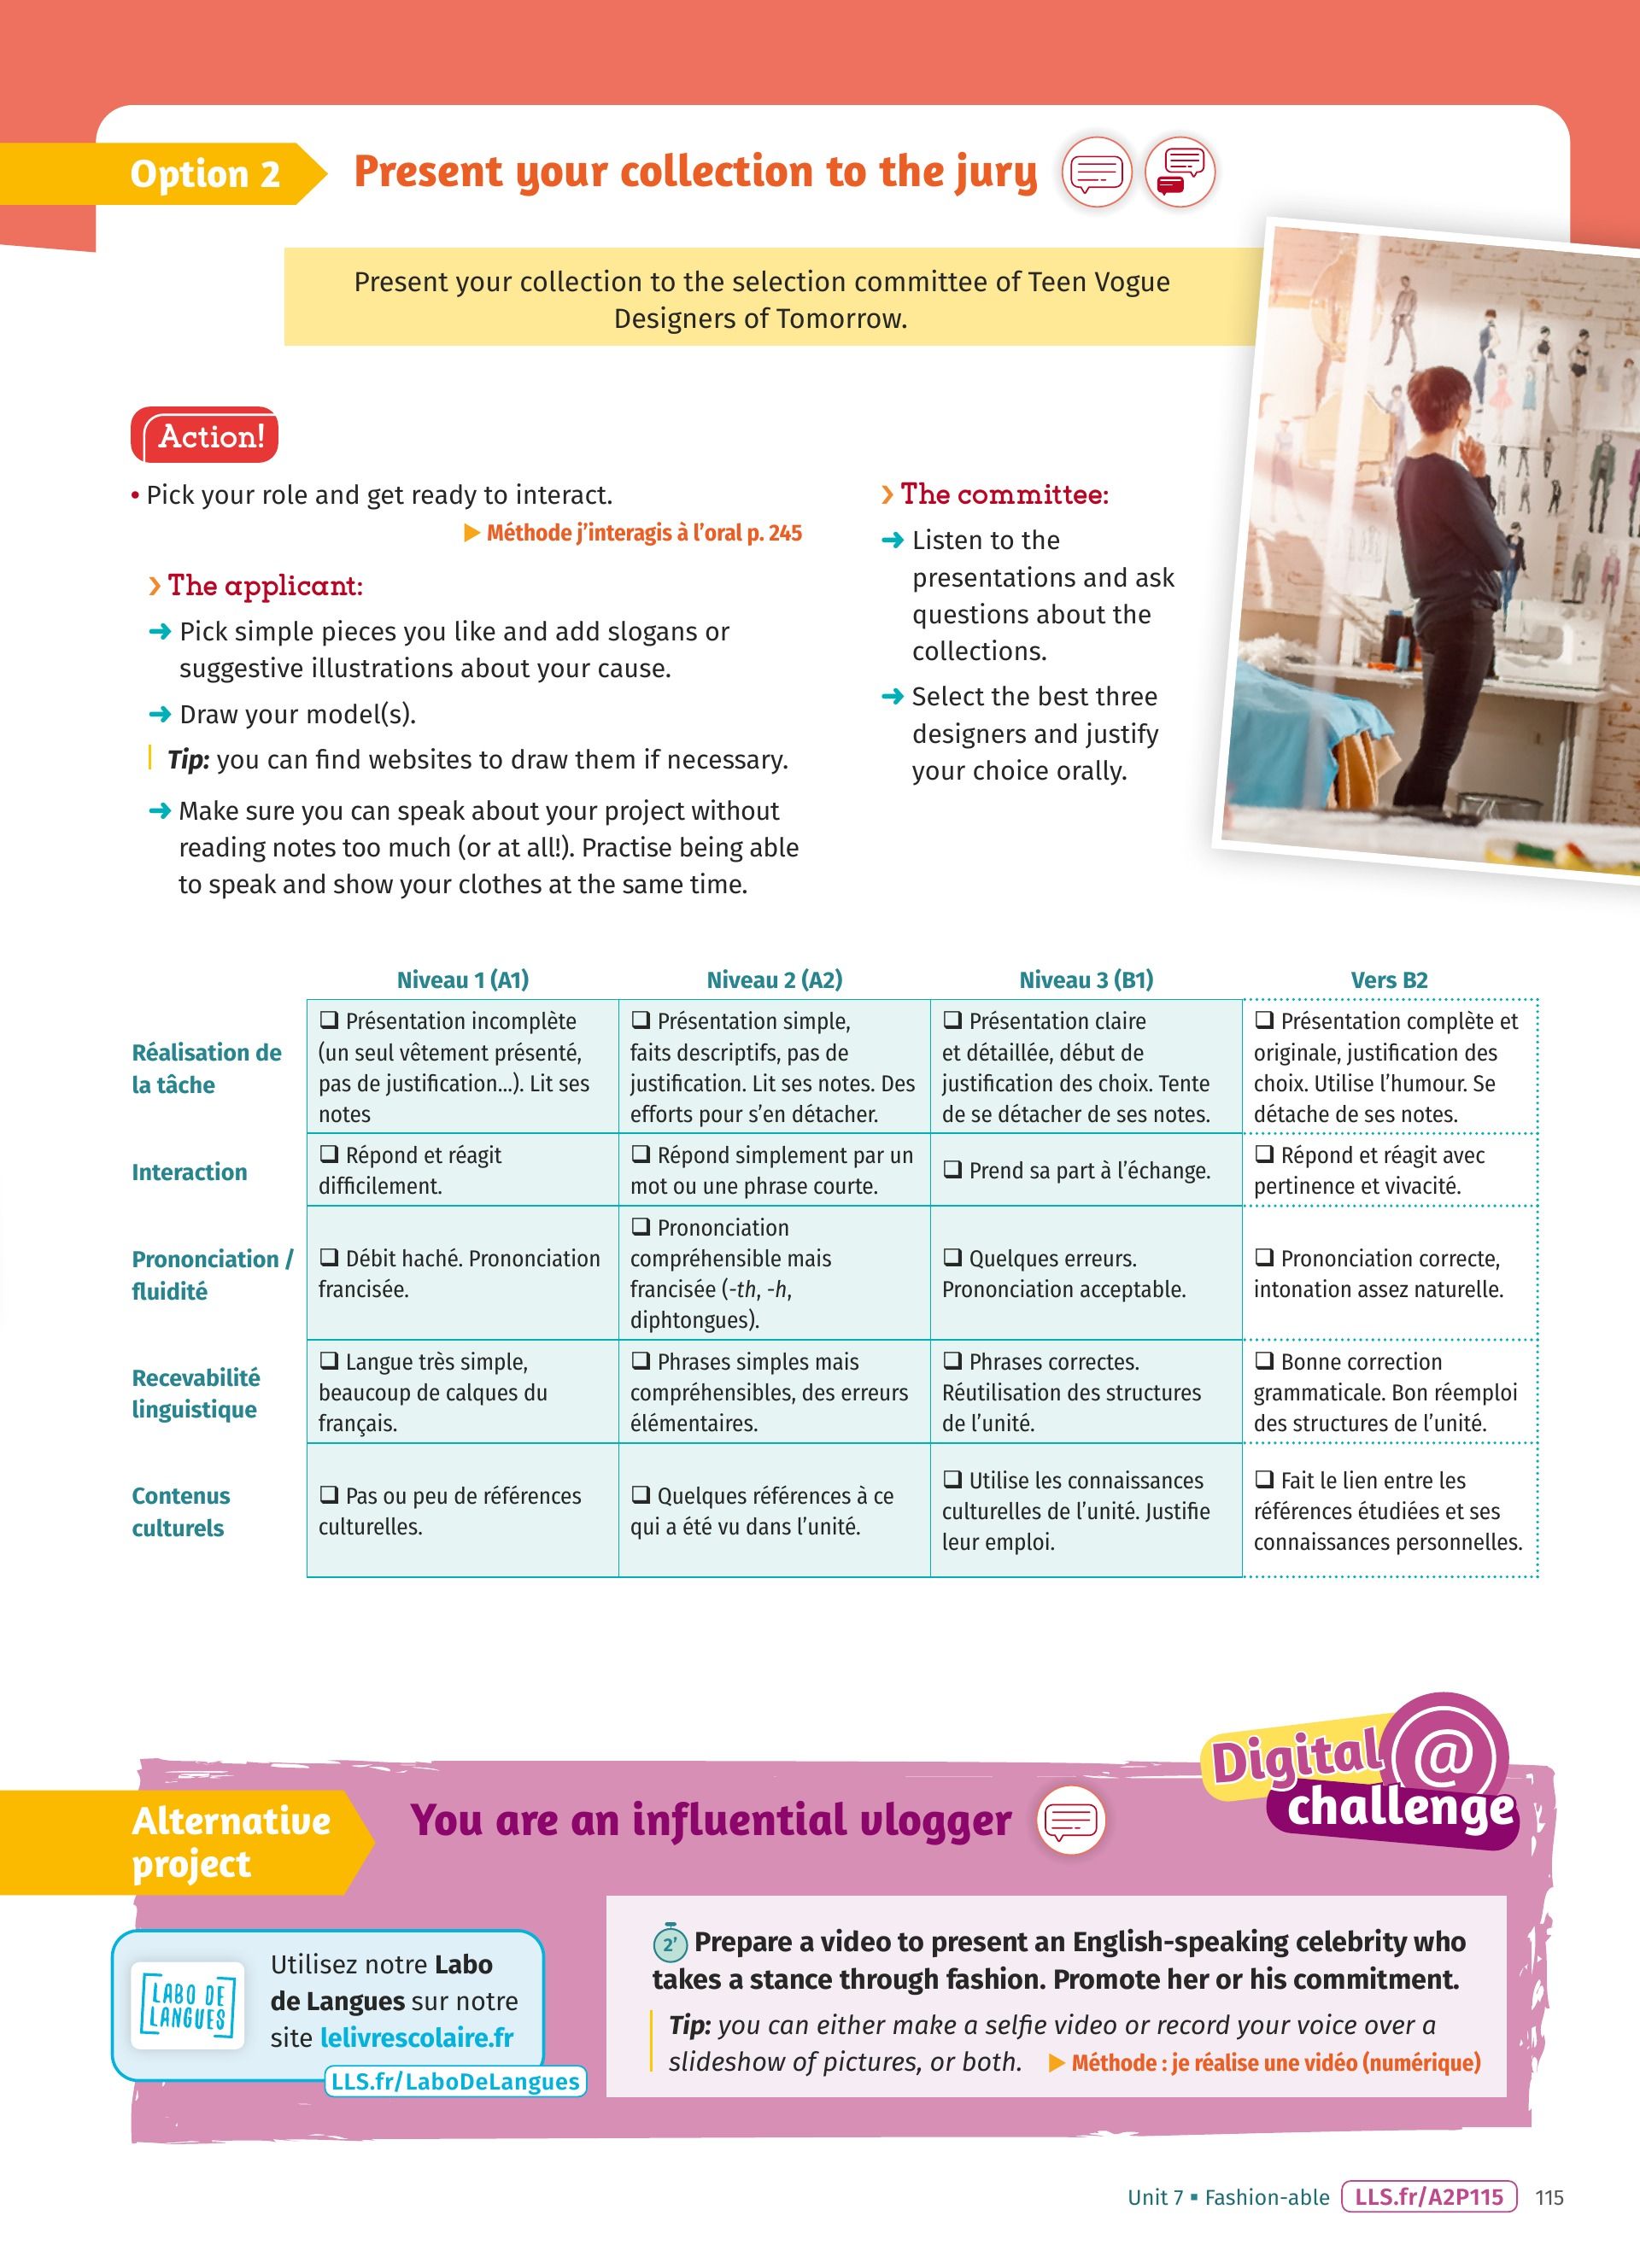 Option 2
Present your collection to the jury
Present your collection to the selection committee of Teen Vogue
Designers of Tomorrow.
Action!
• Pick your role and get ready to interact.
▶ Méthode j'interagis à l'oral p. 245
› The applicant:
➜ Pick simple pieces you like and add slogans or
suggestive illustrations about your cause.
➜ Draw your model(s).
Tip: you can find websites to draw them if necessary.
➜ Make sure you can speak about your project without
reading notes too much (or at all!). Practise being able
to speak and show your clothes at the same time.
› The committee:
➜ Listen to the
presentations and ask
questions about the
collections.
➜ Select the best three
designers and justify
your choice orally.
Niveau 1 (A1)
Niveau 2 (A2)
Niveau 3 (B1)
Vers B2
Réalisation de
la tâche
❑ Présentation incomplète
(un seul vêtement présenté,
pas de justification…). Lit ses
notes
❑ Présentation simple,
faits descriptifs, pas de
justification. Lit ses notes. Des
efforts pour s'en détacher.
❑ Présentation claire
et détaillée, début de
justification des choix. Tente
de se détacher de ses notes.
❑ Présentation complète et
originale, justification des
choix. Utilise l'humour. Se
détache de ses notes.
Interaction
❑ Répond et réagit
difficilement.
❑ Répond simplement par un
mot ou une phrase courte.
❑ Prend sa part à l'échange.
❑ Répond et réagit avec
pertinence et vivacité.
Prononciation /
fluidité
❑ Débit haché. Prononciation
francisée.
❑ Prononciation
compréhensible mais
francisée (-th, -h,
diphtongues).
❑ Quelques erreurs.
Prononciation acceptable.
❑ Prononciation correcte,
intonation assez naturelle.
Recevabilité
linguistique
❑ Langue très simple,
beaucoup de calques du
français.
❑ Phrases simples mais
compréhensibles, des erreurs
élémentaires.
❑ Phrases correctes.
Réutilisation des structures
de l'unité.
❑ Bonne correction
grammaticale. Bon réemploi
des structures de l'unité.
Contenus
culturels
❑ Pas ou peu de références
culturelles.
❑ Quelques références à ce
qui a été vu dans l'unité.
❑ Utilise les connaissances
culturelles de l'unité. Justifie
leur emploi.
❑ Fait le lien entre les
références étudiées et ses
connaissances personnelles.
Digital @
challenge
Alternative
project
You are an influential vlogger
LABO DE
LANGUES
Utilisez notre Labo
de Langues sur notre
site lelivrescolaire.fr
LLS.fr/LaboDeLangues
2' Prepare a video to present an English-speaking celebrity who
takes a stance through fashion. Promote her or his commitment.
Tip: you can either make a selfie video or record your voice over a
slideshow of pictures, or both. ▶ Méthode : je réalise une vidéo (numérique)
Unit 7 ▪ Fashion-able LLS.fr/A2P115 115